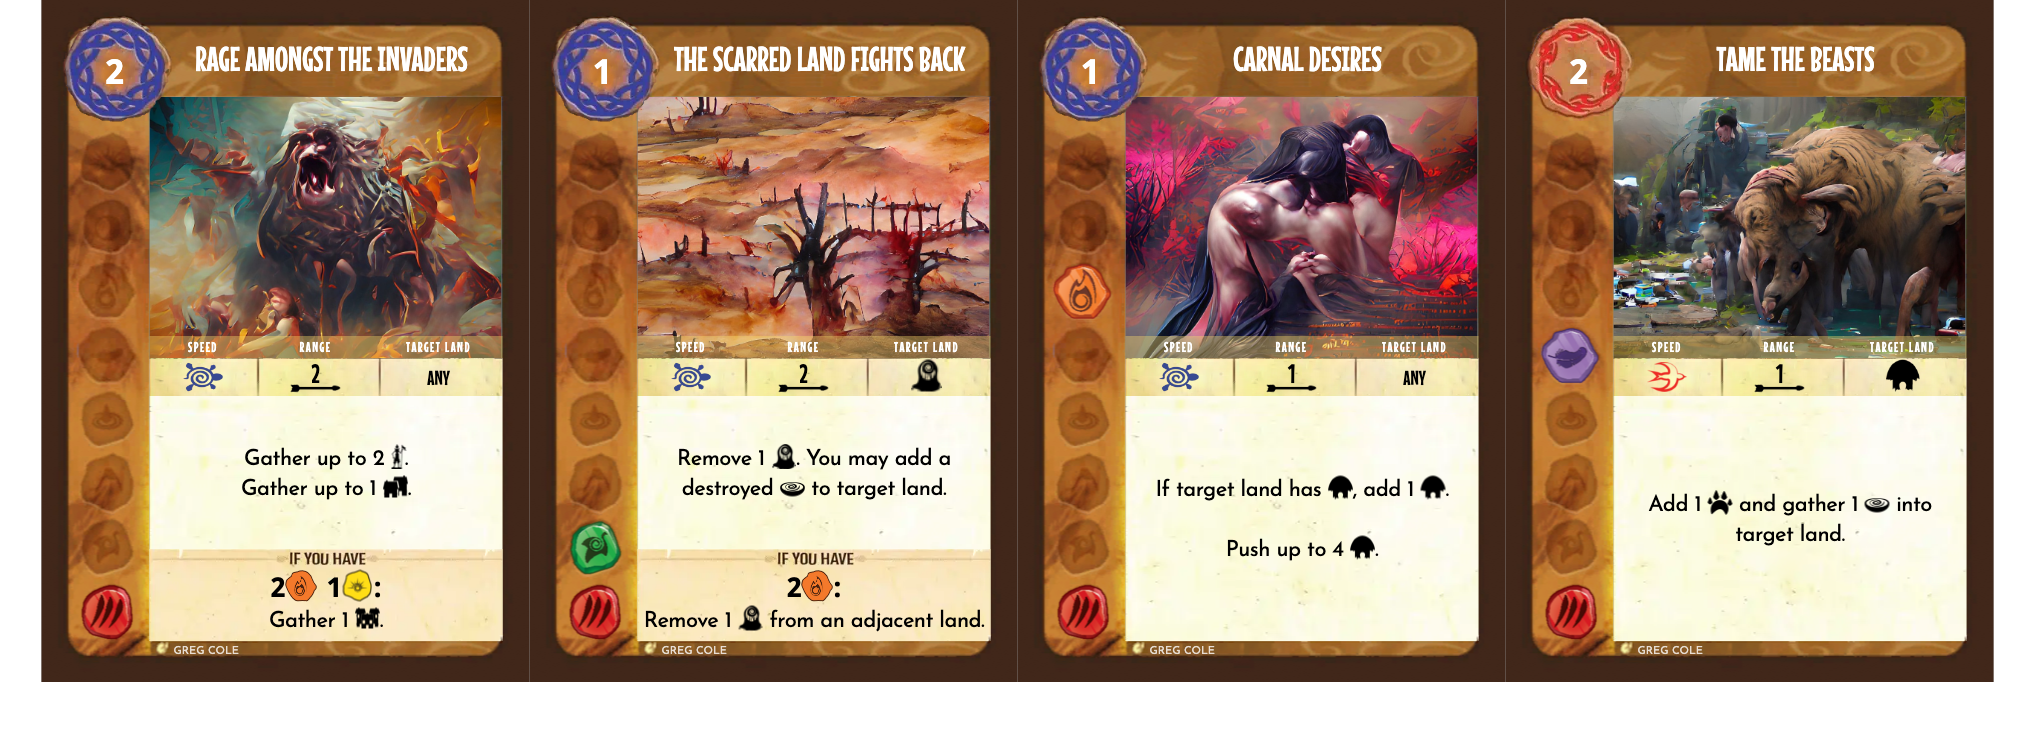 2
RAGE AMONGST THE INVADERS
SPEED RANGE TARGET LAND
2 ANY
Gather up to 2 .
Gather up to 1 .
IF YOU HAVE
2 1 :
Gather 1 .
GREG COLE
1
THE SCARRED LAND FIGHTS BACK
SPEED RANGE TARGET LAND
2
Remove 1 . You may add a
destroyed to target land.
IF YOU HAVE
2 :
Remove 1 from an adjacent land.
GREG COLE
1
CARNAL DESIRES
SPEED RANGE TARGET LAND
1 ANY
If target land has , add 1 .
Push up to 4 .
GREG COLE
2
TAME THE BEASTS
SPEED RANGE TARGET LAND
1
Add 1 and gather 1 into
target land.
GREG COLE